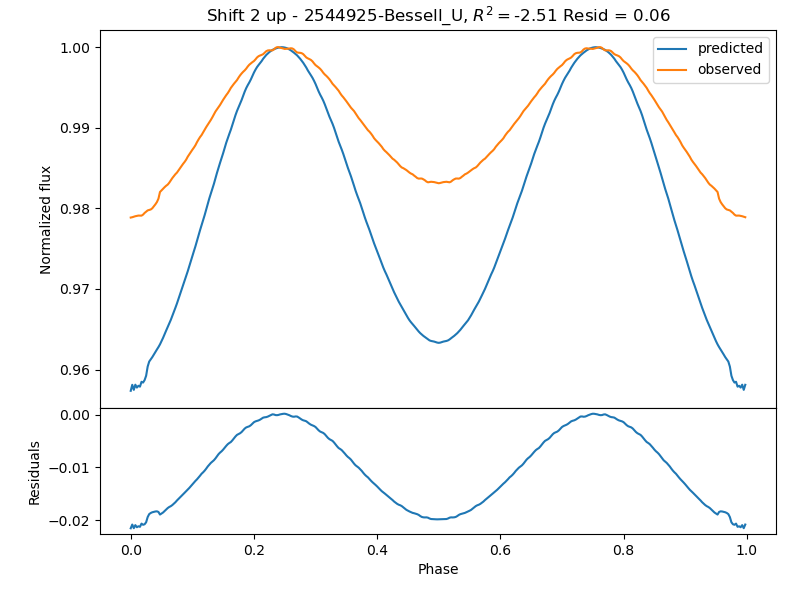 Shift 2 up - 2544925-Bessell_U, R² = -2.51 Resid = 0.06
predicted
observed
Normalized flux
1.00
0.99
0.98
0.97
0.96
Residuals
0.00
−0.01
−0.02
0.0
0.2
0.4
0.6
0.8
1.0
Phase